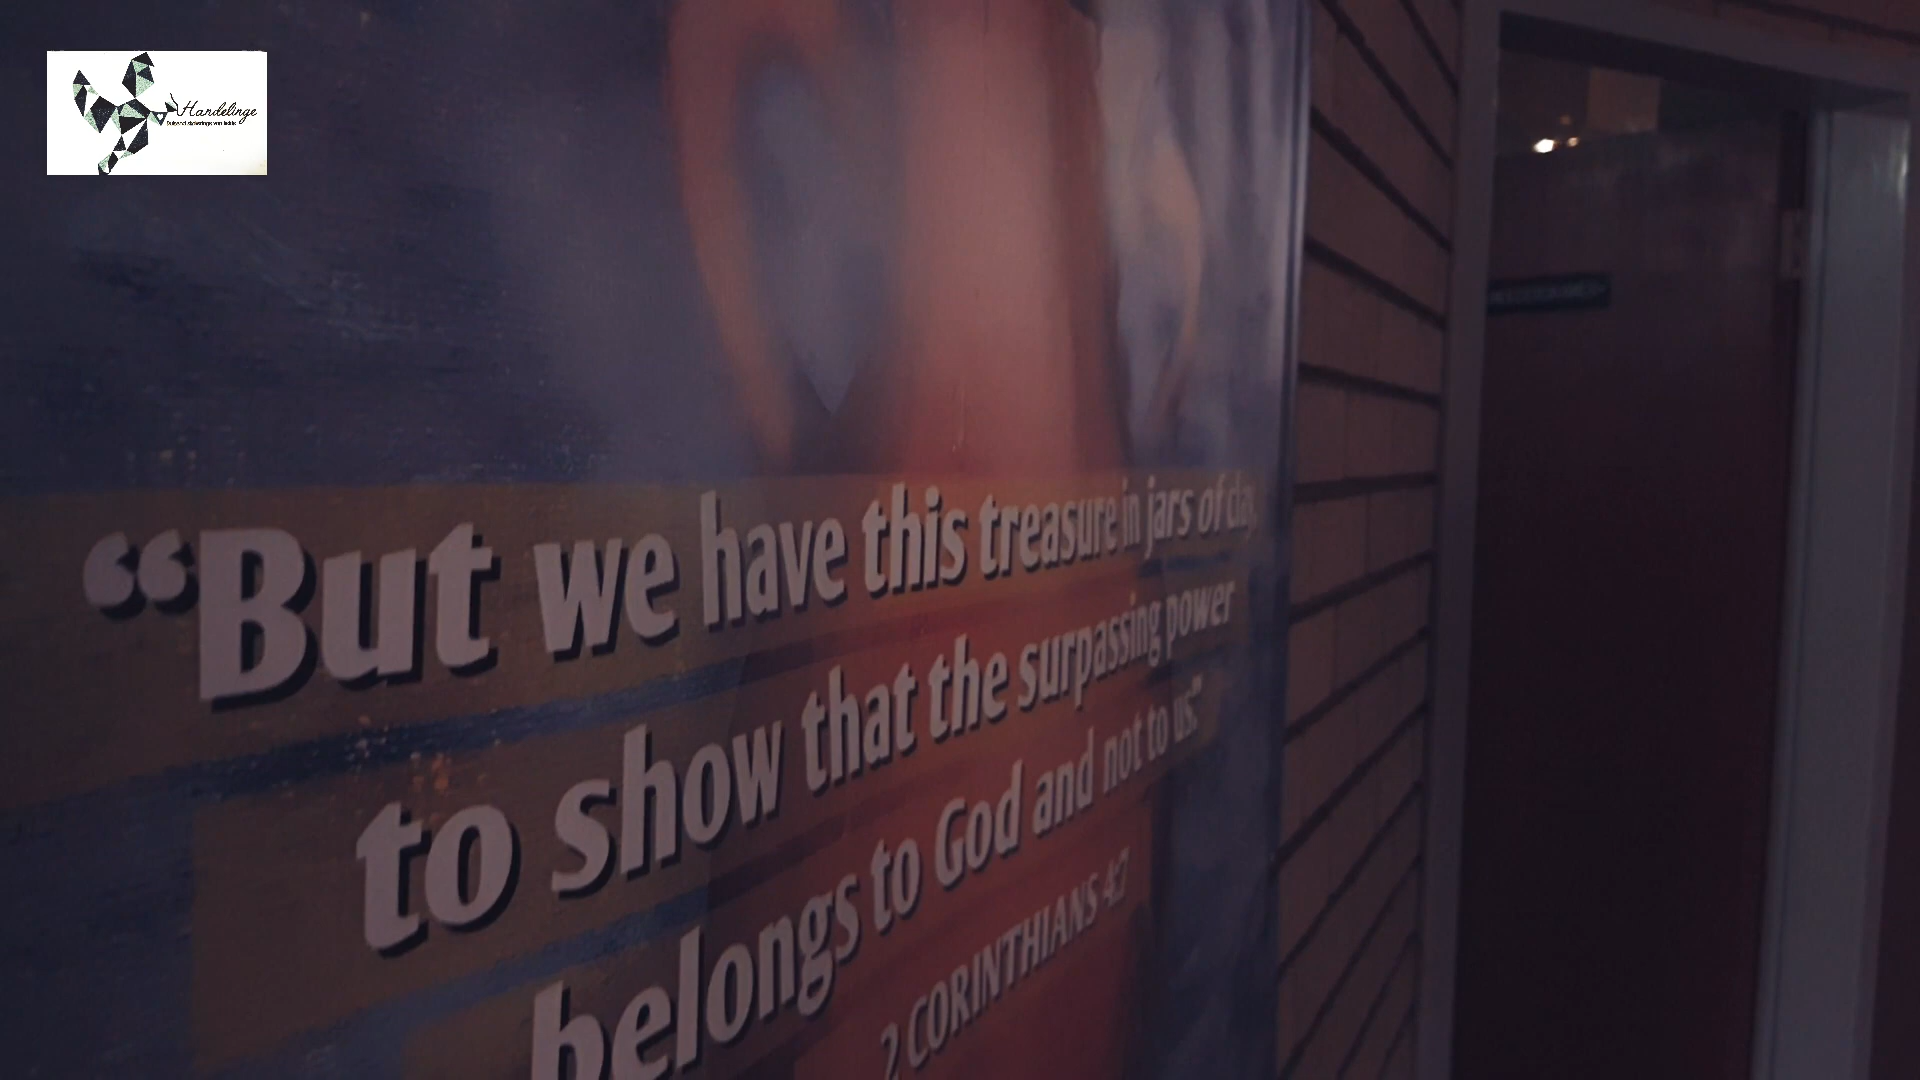 Handelinge
“But we have this treasure in jars of clay,
to show that the surpassing power
belongs to God and not to us.”
2 CORINTHIANS 4:7